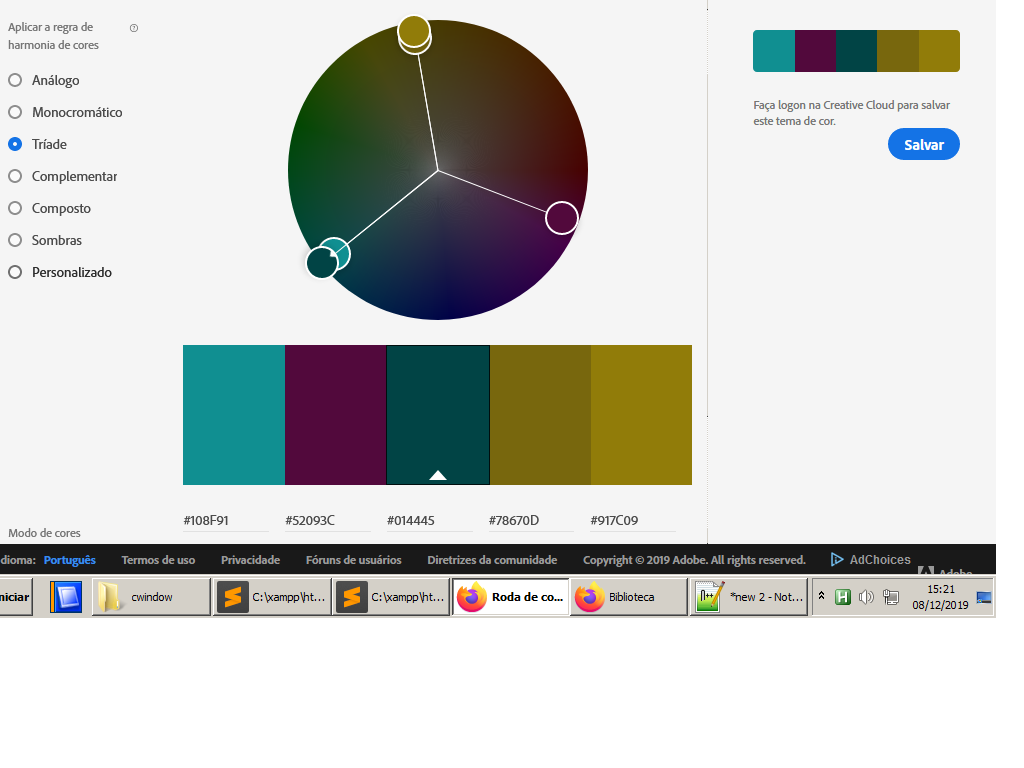 Aplicar a regra de
harmonia de cores
Análogo
Monocromático
Tríade
Complementar
Composto
Sombras
Personalizado
Faça logon na Creative Cloud para salvar
este tema de cor.
Salvar
#108F91 #52093C #014445 #78670D #917C09
Modo de cores
dioma: Português Termos de uso Privacidade Fóruns de usuários Diretrizes da comunidade Copyright © 2019 Adobe. All rights reserved. AdChoices
Adobe
niciar cwindow C:\xampp\ht... C:\xampp\ht... Roda de co... Biblioteca *new 2 - Not... 15:21
08/12/2019